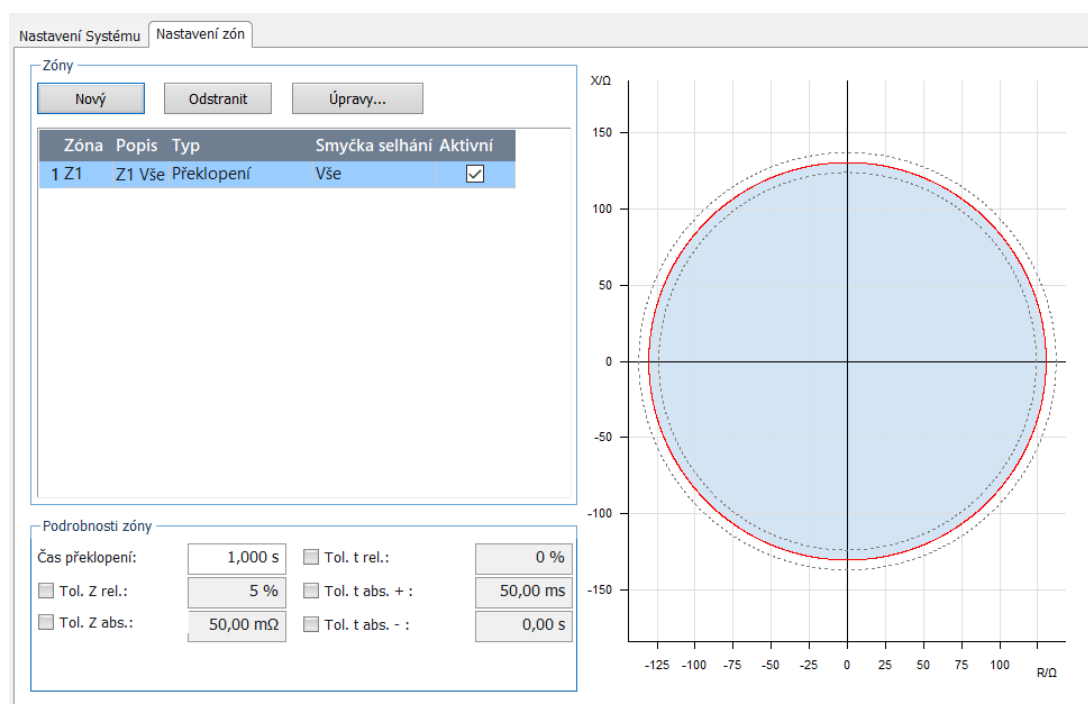 Nastavení Systému Nastavení zón
Zóny
Nový Odstranit Úpravy...
Zóna Popis Typ Smyčka selhání Aktivní
1 Z1 Z1 Vše Překlopení Vše
Podrobnosti zóny
Čas překlopení: 1,000 s Tol. t rel.: 0 %
Tol. Z rel.: 5 % Tol. t abs. + : 50,00 ms
Tol. Z abs.: 50,00 mΩ Tol. t abs. - : 0,00 s
X/Ω
150
100
50
0
-50
-100
-150
-125 -100 -75 -50 -25 0 25 50 75 100
R/Ω